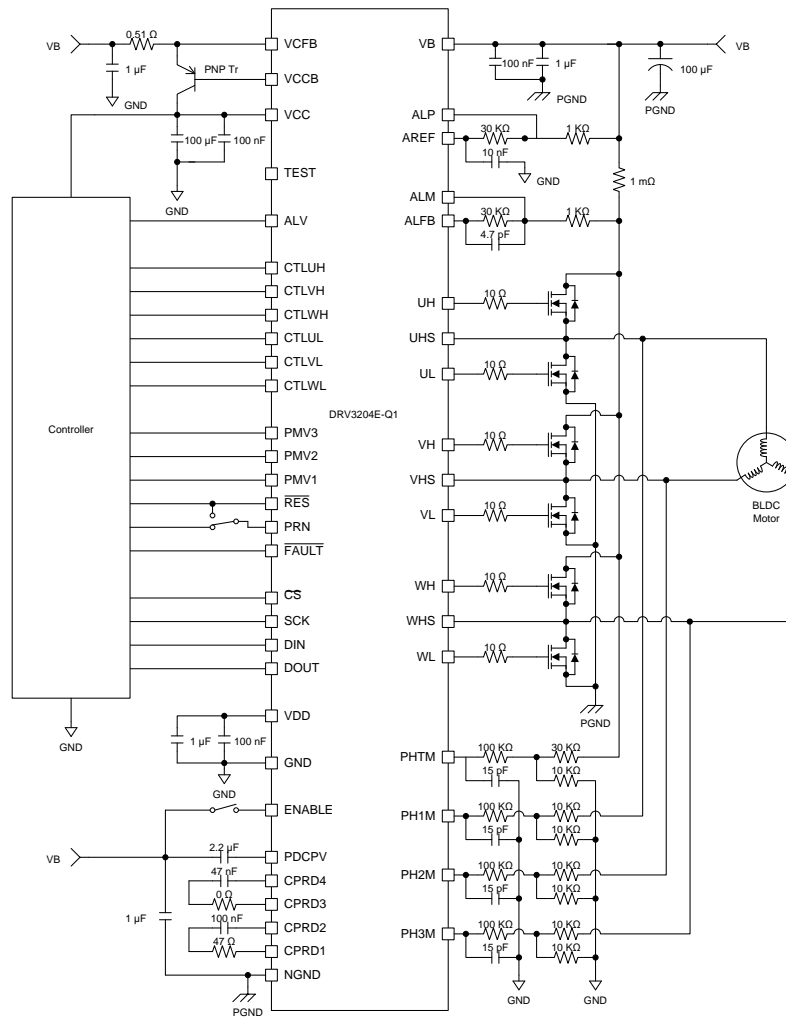 VB
0.51 Ω
1 µF
GND
PNP Tr
VCFB
VCCB
VCC
100 µF
100 nF
GND
TEST
ALV
CTLUH
CTLVH
CTLWH
CTLUL
CTLVL
CTLWL
PMV3
PMV2
PMV1
RES
PRN
FAULT
CS
SCK
DIN
DOUT
Controller
GND
VDD
1 µF
100 nF
GND
GND
ENABLE
VB
2.2 µF
PDCPV
47 nF
CPRD4
0 Ω
CPRD3
100 nF
CPRD2
47 Ω
CPRD1
1 µF
NGND
PGND
DRV3204E-Q1
VB
100 nF
1 µF
PGND
100 µF
PGND
VB
ALP
AREF
30 KΩ
10 nF
GND
1 KΩ
1 mΩ
ALM
ALFB
30 KΩ
4.7 pF
1 KΩ
UH
10 Ω
UHS
UL
10 Ω
VH
10 Ω
VHS
VL
10 Ω
WH
10 Ω
WHS
WL
10 Ω
PGND
BLDC
Motor
PHTM
100 KΩ
30 KΩ
15 pF
10 KΩ
PH1M
100 KΩ
10 KΩ
15 pF
10 KΩ
PH2M
100 KΩ
10 KΩ
15 pF
10 KΩ
PH3M
100 KΩ
10 KΩ
15 pF
10 KΩ
GND
GND